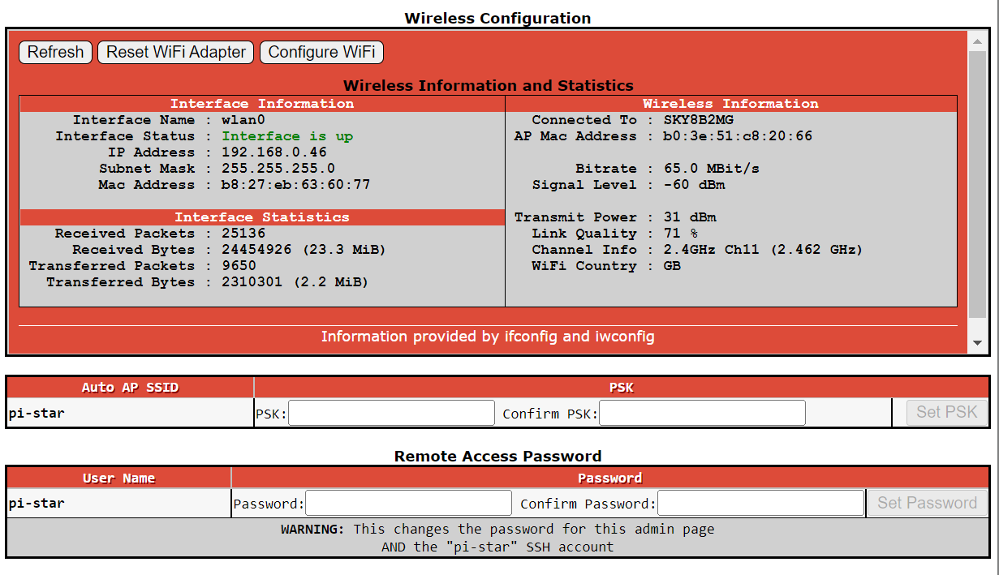 Wireless Configuration
Refresh Reset WiFi Adapter Configure WiFi
Wireless Information and Statistics
Interface Information
Interface Name : wlan0
Interface Status : Interface is up
IP Address : 192.168.0.46
Subnet Mask : 255.255.255.0
Mac Address : b8:27:eb:63:60:77
Interface Statistics
Received Packets : 25136
Received Bytes : 24454926 (23.3 MiB)
Transferred Packets : 9650
Transferred Bytes : 2310301 (2.2 MiB)
Wireless Information
Connected To : SKY8B2MG
AP Mac Address : b0:3e:51:c8:20:66
Bitrate : 65.0 MBit/s
Signal Level : -60 dBm
Transmit Power : 31 dBm
Link Quality : 71 %
Channel Info : 2.4GHz Ch11 (2.462 GHz)
WiFi Country : GB
Information provided by ifconfig and iwconfig
Auto AP SSID PSK
pi-star PSK: Confirm PSK: Set PSK
Remote Access Password
User Name Password
pi-star Password: Confirm Password: Set Password
WARNING: This changes the password for this admin page
AND the "pi-star" SSH account